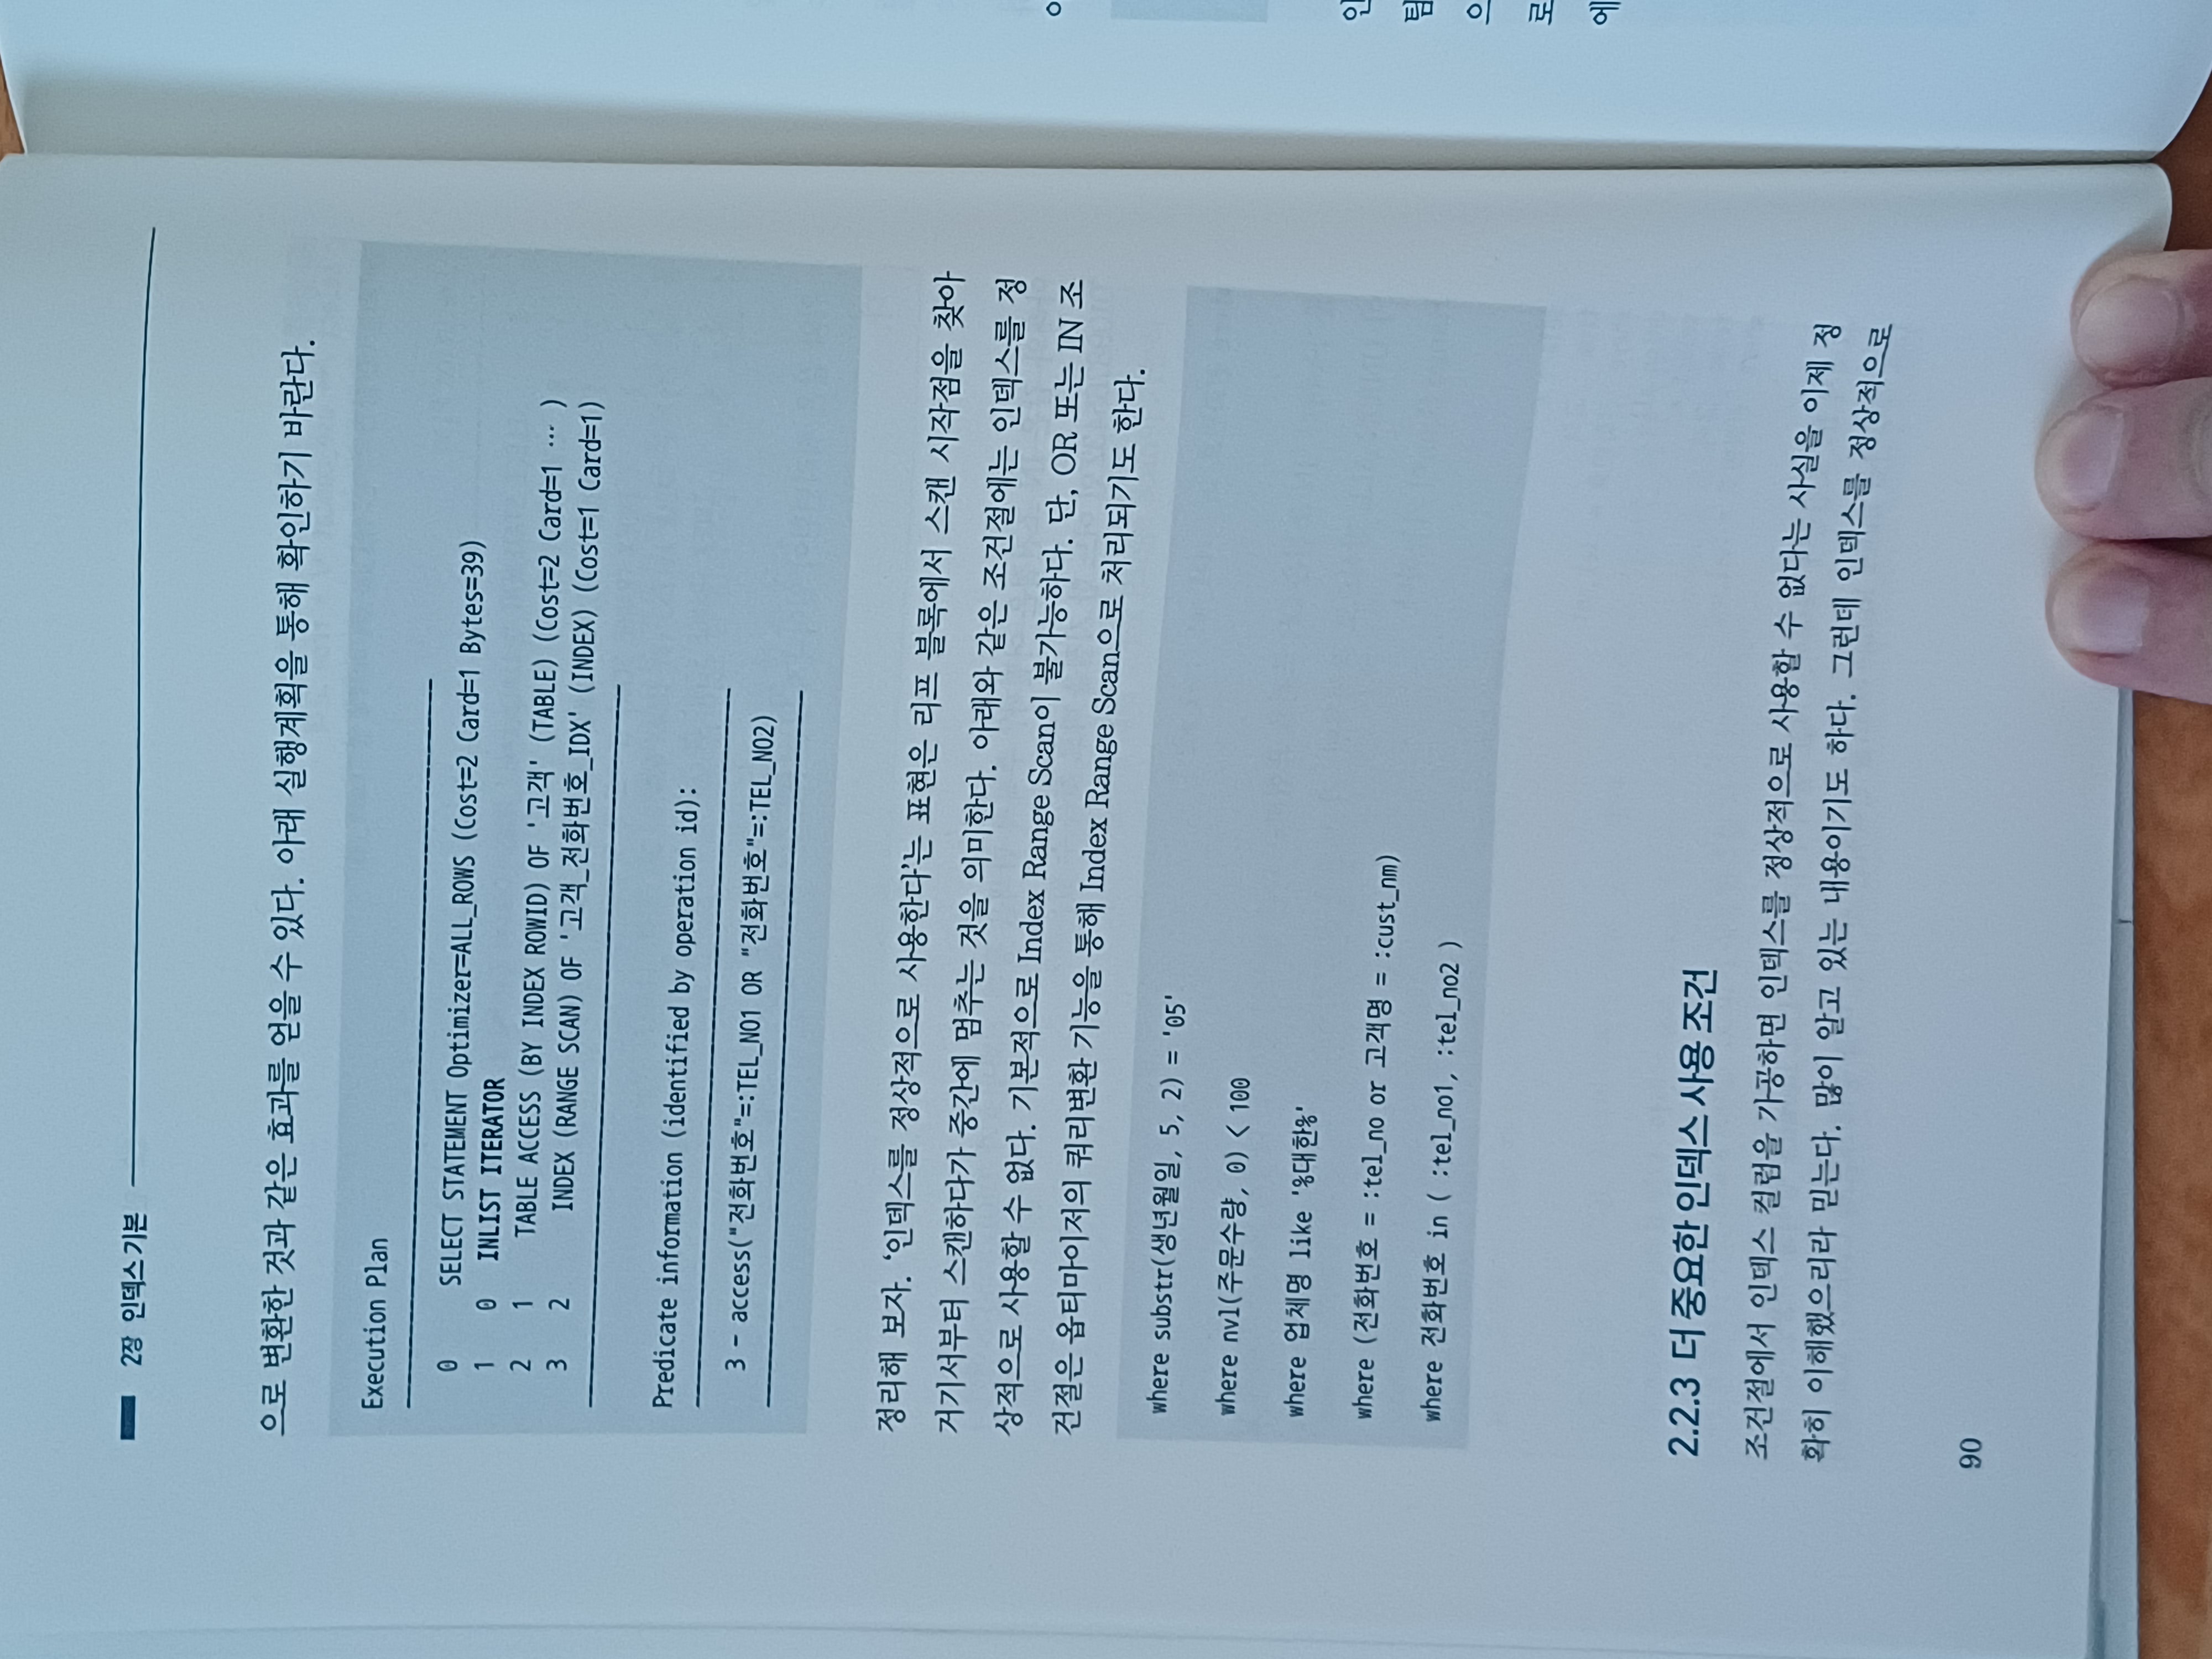 2장 인덱스 기본
으로 변환한 것과 같은 효과를 얻을 수 있다. 아래 실행계획을 통해 확인하기 바란다.
Execution Plan
0 SELECT STATEMENT Optimizer=ALL_ROWS (Cost=2 Card=1 Bytes=39)
1 0 INLIST ITERATOR
2 1 TABLE ACCESS (BY INDEX ROWID) OF '고객' (TABLE) (Cost=2 Card=1 … )
3 2 INDEX (RANGE SCAN) OF '고객_전화번호_IDX' (INDEX) (Cost=1 Card=1)
Predicate information (identified by operation id):
3 - access("전화번호"=:TEL_NO1 OR "전화번호"=:TEL_NO2)
정리해 보자. ‘인덱스를 정상적으로 사용한다’는 표현은 리프 블록에서 스캔 시작점을 찾아
거기서부터 스캔하다가 중간에 멈추는 것을 의미한다. 아래와 같은 조건절에는 인덱스를 정
상적으로 사용할 수 없다. 기본적으로 Index Range Scan이 불가능하다. 단, OR 또는 IN 조
건절은 옵티마이저의 쿼리변환 기능을 통해 Index Range Scan으로 처리되기도 한다.
where substr(생년월일, 5, 2) = '05'
where nvl(주문수량, 0) < 100
where 업체명 like '%대한%'
where (전화번호 = :tel_no or 고객명 = :cust_nm)
where 전화번호 in ( :tel_no1, :tel_no2 )
2.2.3 더 중요한 인덱스 사용 조건
조건절에서 인덱스 컬럼을 가공하면 인덱스를 정상적으로 사용할 수 없다는 사실을 이제 정
확히 이해했으리라 믿는다. 많이 알고 있는 내용이기도 하다. 그런데 인덱스를 정상적으로
90
인
팀
으
로
에